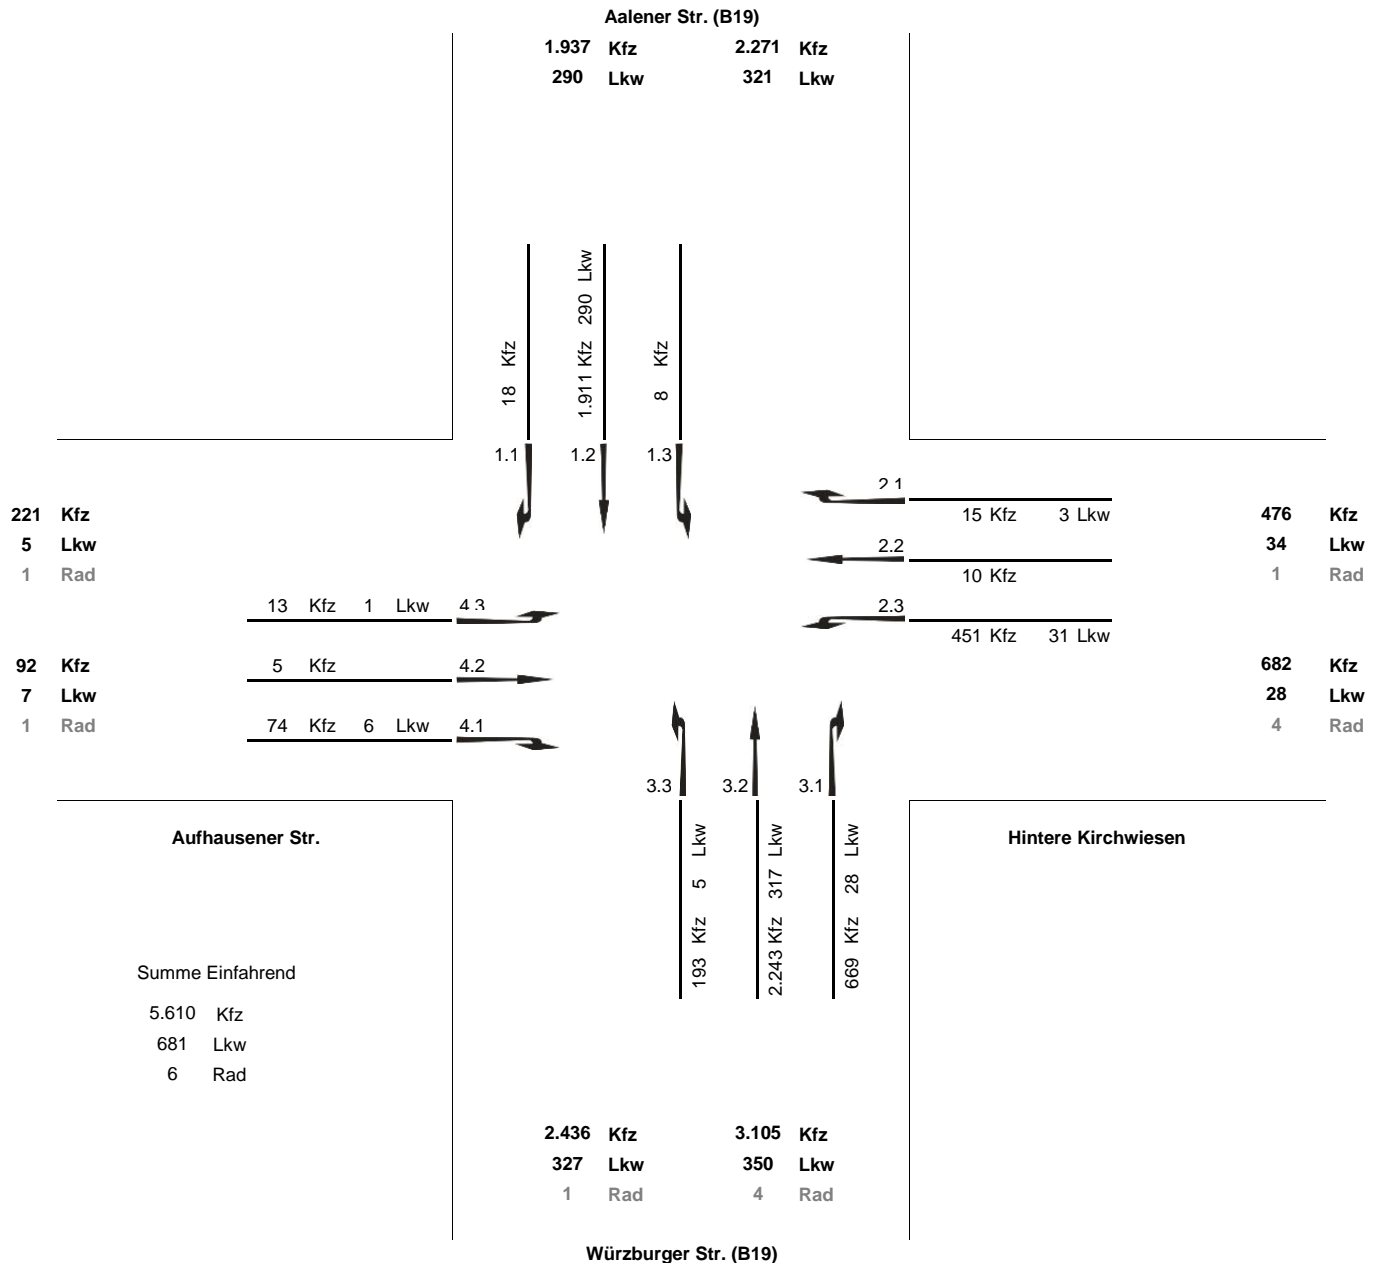 Aalener Str. (B19)
1.937 Kfz 2.271 Kfz
290 Lkw 321 Lkw
18 Kfz
1.911 Kfz 290 Lkw
8 Kfz
1.1 1.2 1.3
2.1
15 Kfz 3 Lkw
2.2
10 Kfz
2.3
451 Kfz 31 Lkw
221 Kfz
5 Lkw
1 Rad
476 Kfz
34 Lkw
1 Rad
13 Kfz 1 Lkw 4.3
5 Kfz 4.2
74 Kfz 6 Lkw 4.1
92 Kfz
7 Lkw
1 Rad
682 Kfz
28 Lkw
4 Rad
3.3 3.2 3.1
193 Kfz 5 Lkw
2.243 Kfz 317 Lkw
669 Kfz 28 Lkw
Aufhausener Str.
Hintere Kirchwiesen
Summe Einfahrend
5.610 Kfz
681 Lkw
6 Rad
2.436 Kfz 3.105 Kfz
327 Lkw 350 Lkw
1 Rad 4 Rad
Würzburger Str. (B19)